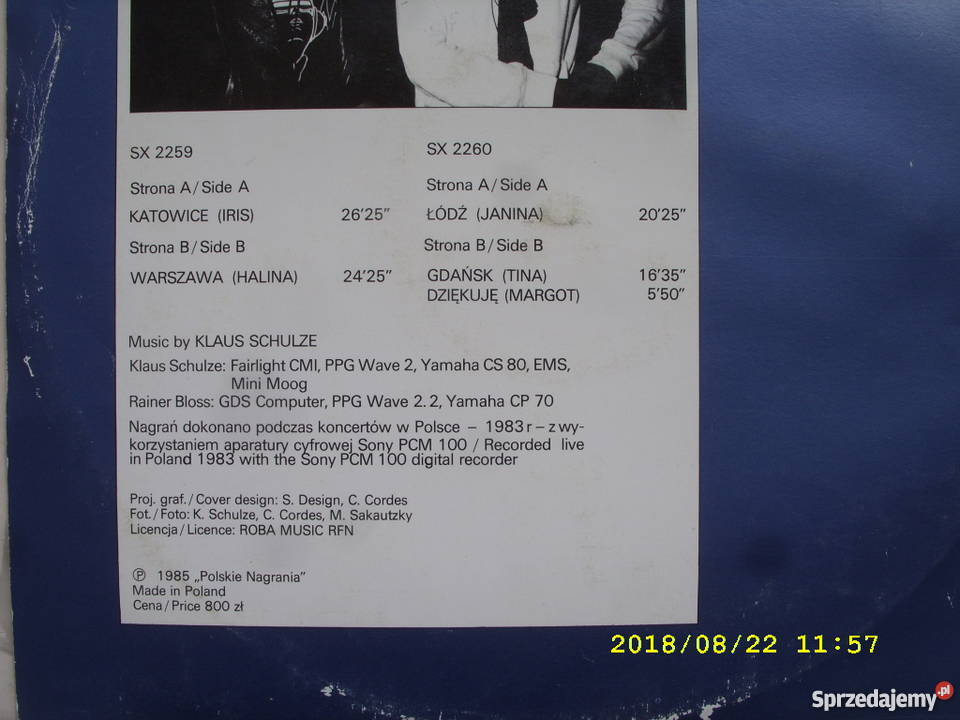 SX 2259
Strona A/Side A
KATOWICE (IRIS) 26'25"
Strona B/Side B
WARSZAWA (HALINA) 24'25"
SX 2260
Strona A/Side A
ŁÓDŹ (JANINA) 20'25"
Strona B/Side B
GDAŃSK (TINA) 16'35"
DZIĘKUJĘ (MARGOT) 5'50"
Music by KLAUS SCHULZE
Klaus Schulze: Fairlight CMI, PPG Wave 2, Yamaha CS 80, EMS,
Mini Moog
Rainer Bloss: GDS Computer, PPG Wave 2.2, Yamaha CP 70
Nagrań dokonano podczas koncertów w Polsce – 1983 r – z wy-
korzystaniem aparatury cyfrowej Sony PCM 100 / Recorded live
in Poland 1983 with the Sony PCM 100 digital recorder
Proj. graf./Cover design: S. Design, C. Cordes
Fot./Foto: K. Schulze, C. Cordes, M. Sakautzky
Licencja/Licence: ROBA MUSIC RFN
℗ 1985 „Polskie Nagrania"
Made in Poland
Cena/Price 800 zł
2018/08/22 11:57
Sprzedajemy.pl